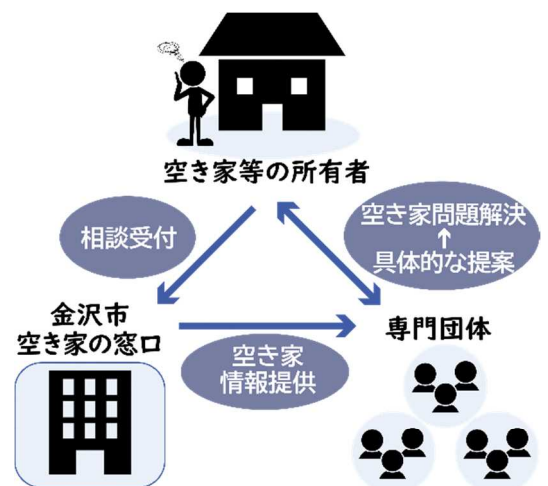 空き家等の所有者
相談受付
空き家問題解決
↑
具体的な提案
金沢市
空き家の窓口
空き家
情報提供
専門団体